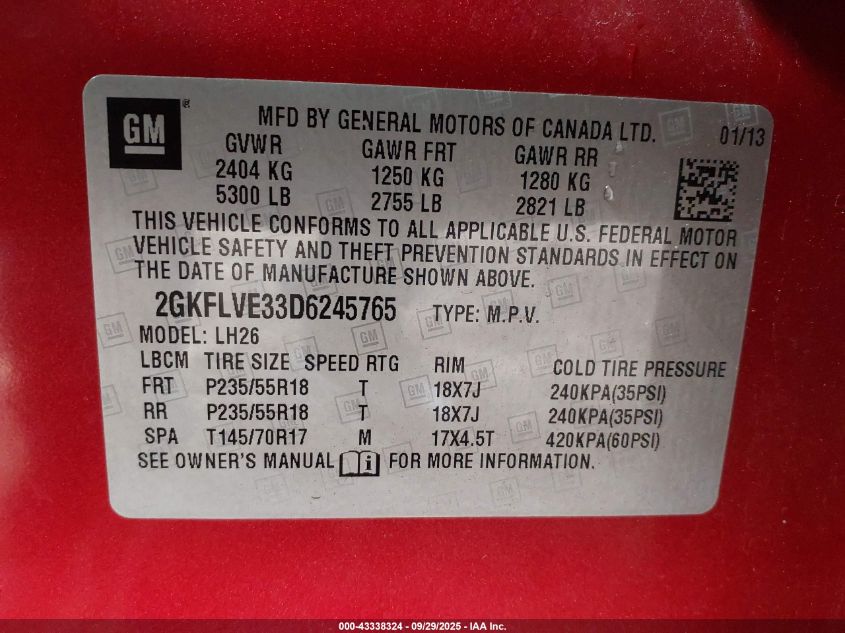 GM ® MFD BY GENERAL MOTORS OF CANADA LTD. 01/13
GVWR GAWR FRT GAWR RR
2404 KG 1250 KG 1280 KG
5300 LB 2755 LB 2821 LB
THIS VEHICLE CONFORMS TO ALL APPLICABLE U.S. FEDERAL MOTOR
VEHICLE SAFETY AND THEFT PREVENTION STANDARDS IN EFFECT ON
THE DATE OF MANUFACTURE SHOWN ABOVE.
2GKFLVE33D6245765 TYPE: M.P.V.
MODEL: LH26
LBCM TIRE SIZE SPEED RTG RIM COLD TIRE PRESSURE
FRT P235/55R18 T 18X7J 240KPA(35PSI)
RR P235/55R18 T 18X7J 240KPA(35PSI)
SPA T145/70R17 M 17X4.5T 420KPA(60PSI)
SEE OWNER'S MANUAL i FOR MORE INFORMATION.
000-43338324 | 09/29/2025 - IAA Inc.